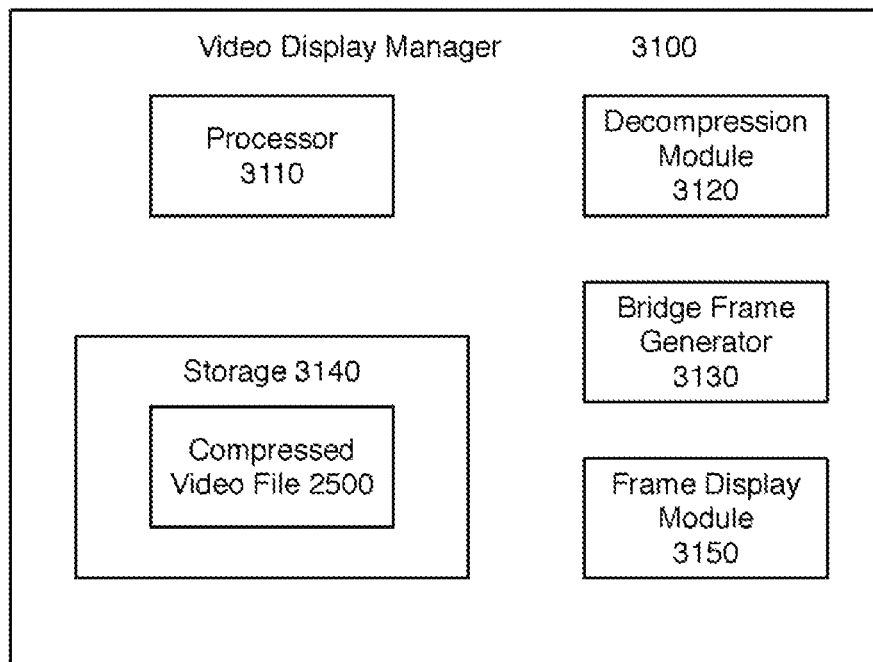 Video Display Manager 3100
Processor
3110
Decompression
Module
3120
Bridge Frame
Generator
3130
Storage 3140
Compressed
Video File 2500
Frame Display
Module
3150